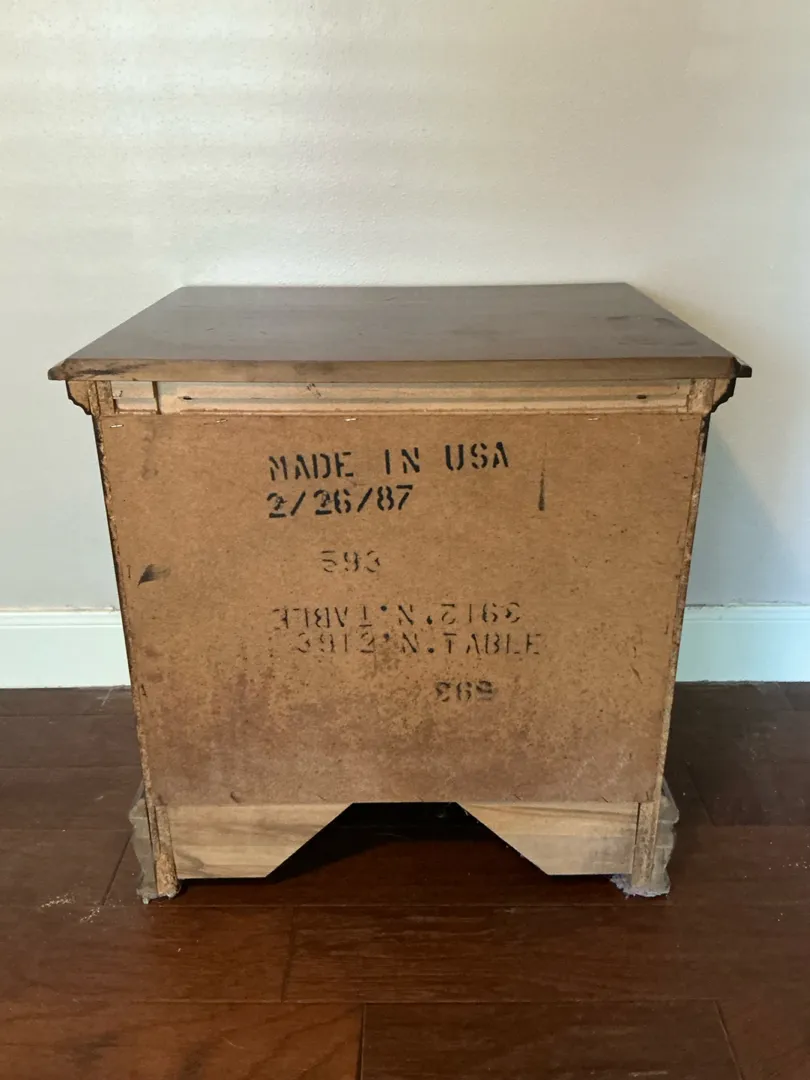 MADE IN USA
2/26/87
593
3912'N.TABLE
3912'N.TABLE
593